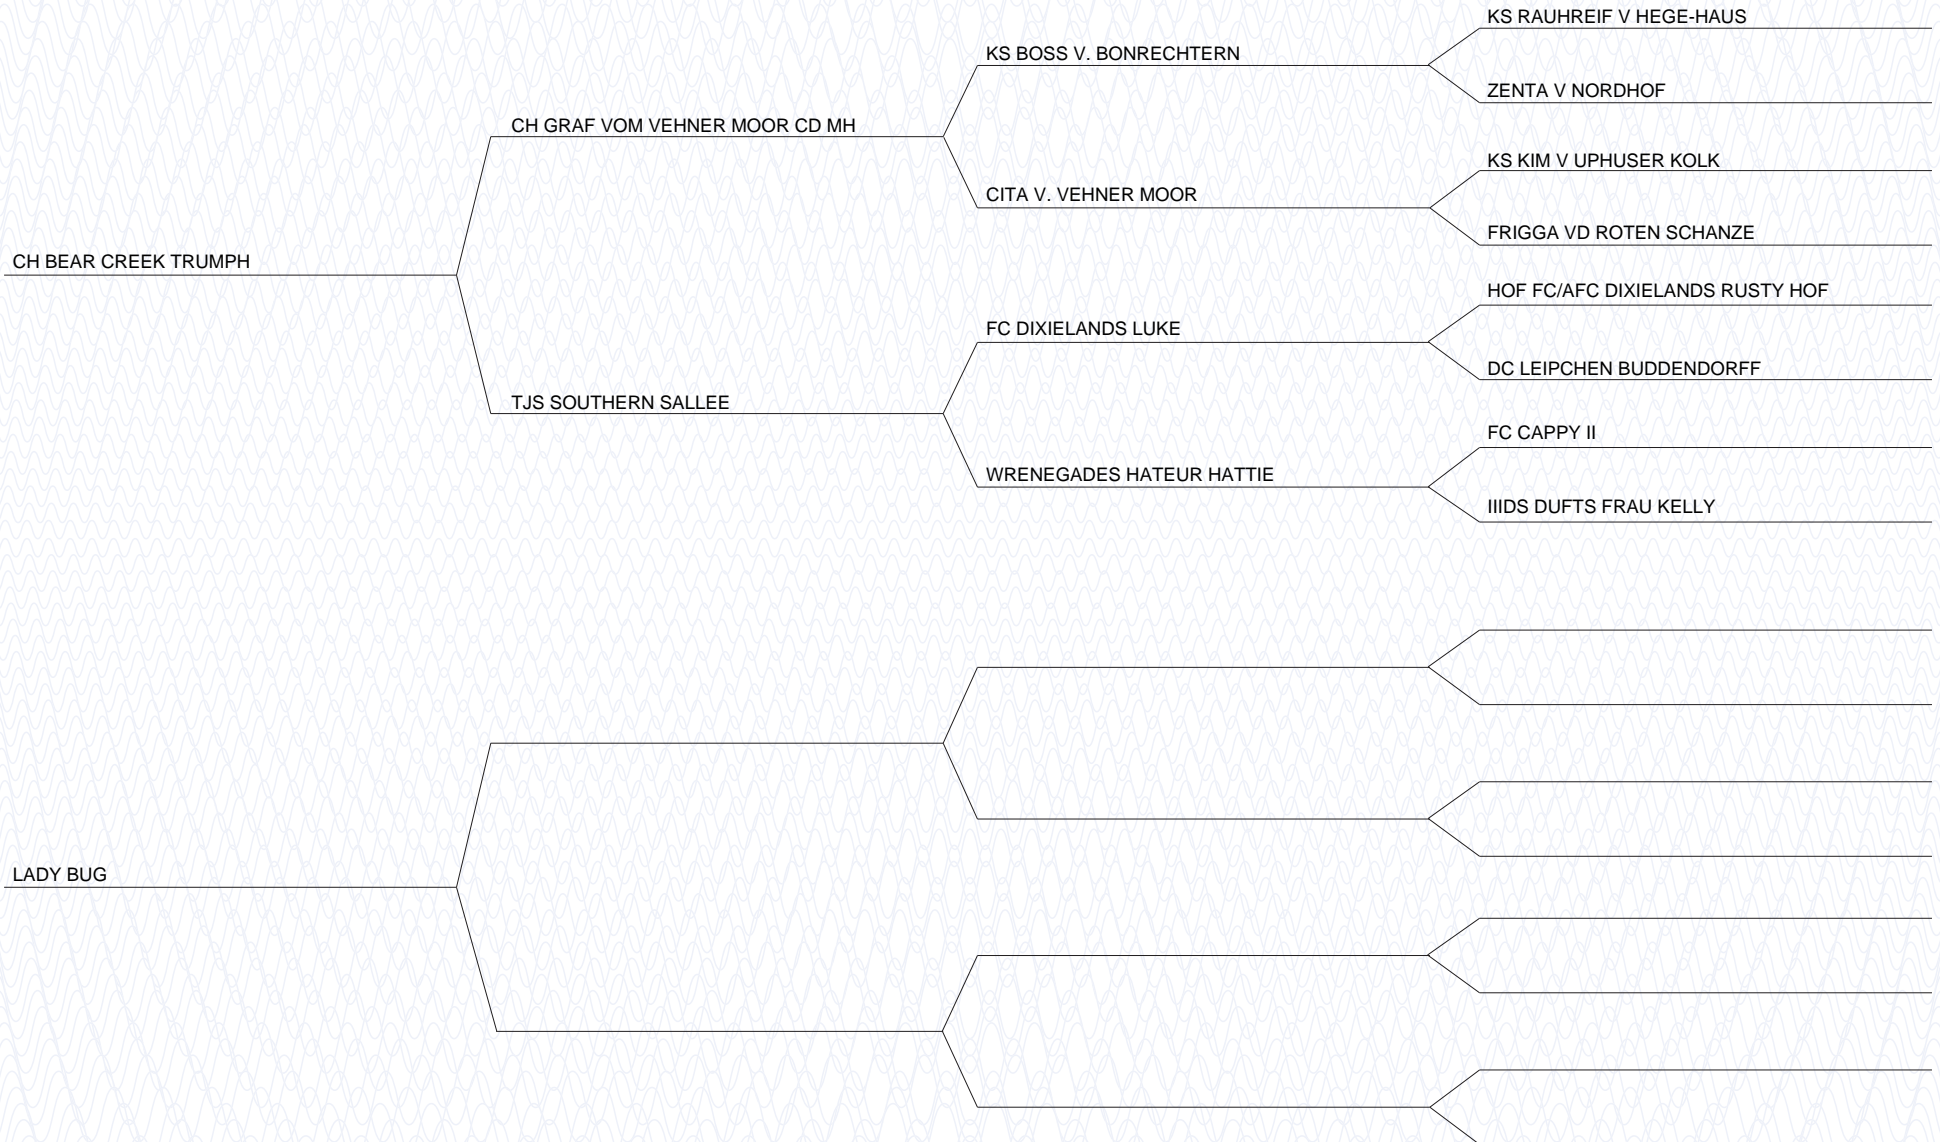 KS RAUHREIF V HEGE-HAUS
KS BOSS V. BONRECHTERN
ZENTA V NORDHOF
CH GRAF VOM VEHNER MOOR CD MH
KS KIM V UPHUSER KOLK
CITA V. VEHNER MOOR
FRIGGA VD ROTEN SCHANZE
CH BEAR CREEK TRUMPH
HOF FC/AFC DIXIELANDS RUSTY HOF
FC DIXIELANDS LUKE
DC LEIPCHEN BUDDENDORFF
TJS SOUTHERN SALLEE
FC CAPPY II
WRENEGADES HATEUR HATTIE
IIIDS DUFTS FRAU KELLY
LADY BUG